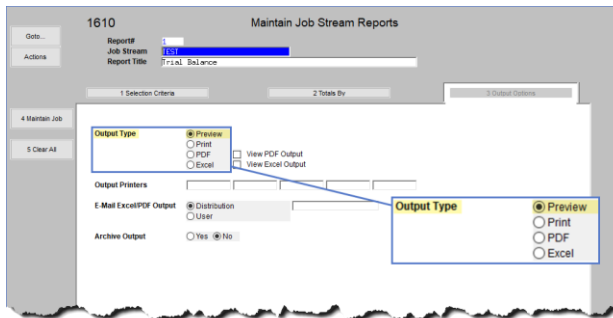 1610 Maintain Job Stream Reports
Goto...
Actions
Report# 1
Job Stream TEST
Report Title Trial Balance
1 Selection Criteria 2 Totals By 3 Output Options
4 Maintain Job
5 Clear All
Output Type Preview
Print
PDF View PDF Output
Excel View Excel Output
Output Printers
E-Mail Excel/PDF Output Distribution
User
Archive Output Yes No
Output Type Preview
Print
PDF
Excel